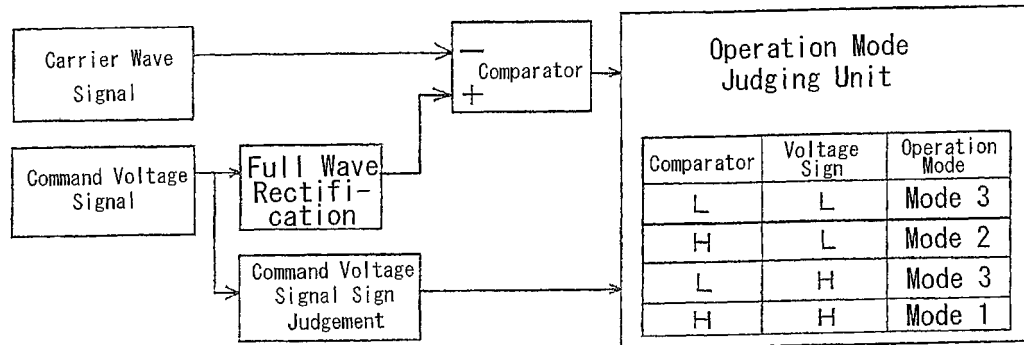 Carrier Wave
Signal
−
Comparator
+
Operation Mode
Judging Unit
Command Voltage
Signal
Full Wave
Rectifi-
cation
Command Voltage
Signal Sign
Judgement
Comparator Voltage Sign Operation Mode
L L Mode 3
H L Mode 2
L H Mode 3
H H Mode 1